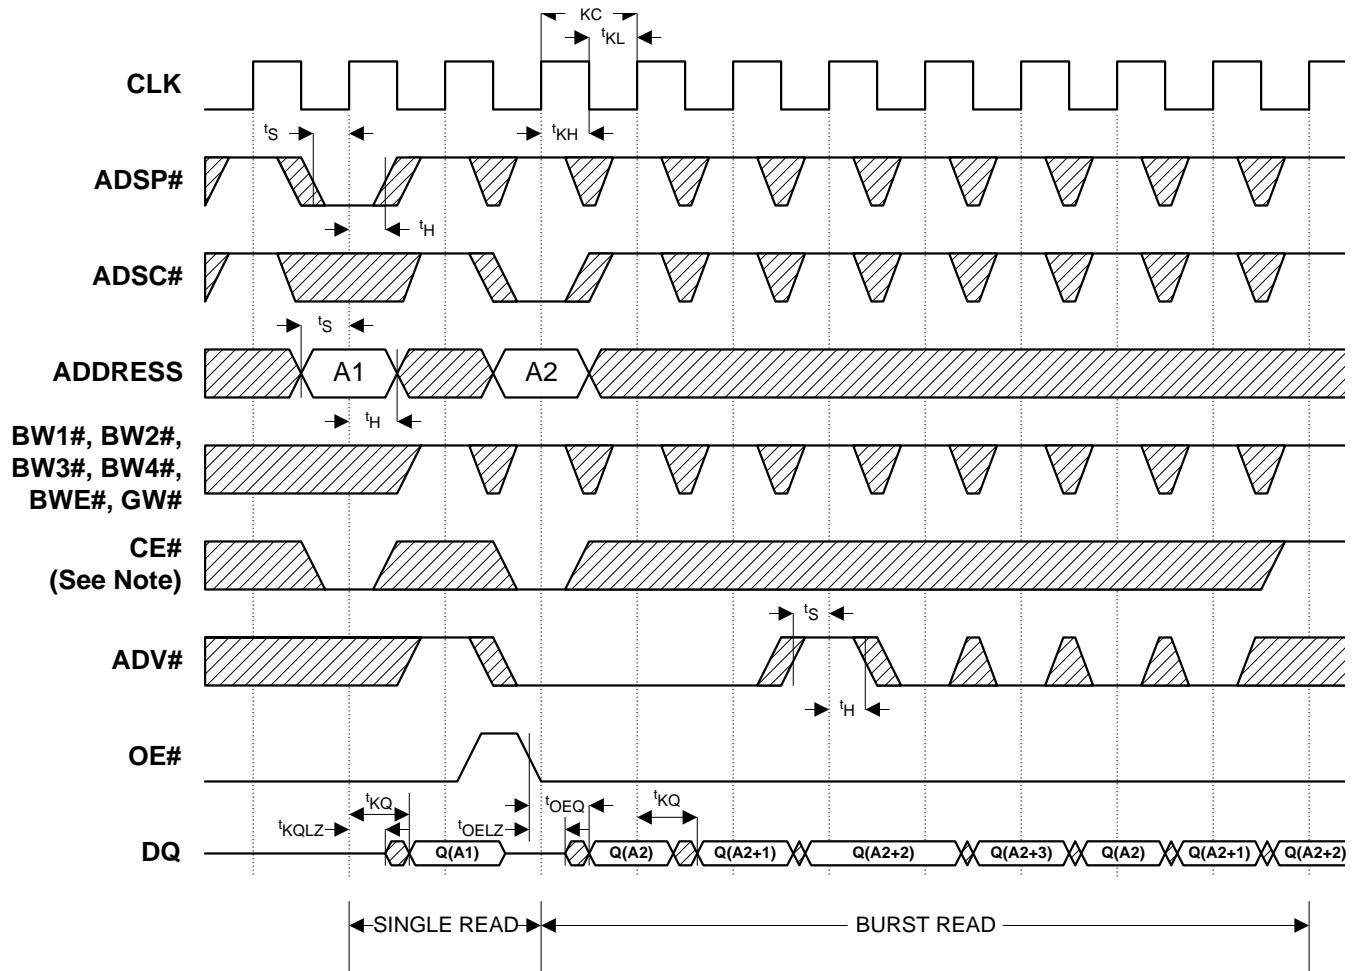 KC
tKL
CLK
tS
tKH
ADSP#
tH
ADSC#
tS
ADDRESS
A1
A2
tH
BW1#, BW2#,
BW3#, BW4#,
BWE#, GW#
CE#
(See Note)
tS
ADV#
tH
OE#
tKQ
tOEQ
tKQ
tKQLZ
tOELZ
DQ
Q(A1)
Q(A2)
Q(A2+1)
Q(A2+2)
Q(A2+3)
Q(A2)
Q(A2+1)
Q(A2+2)
SINGLE READ
BURST READ